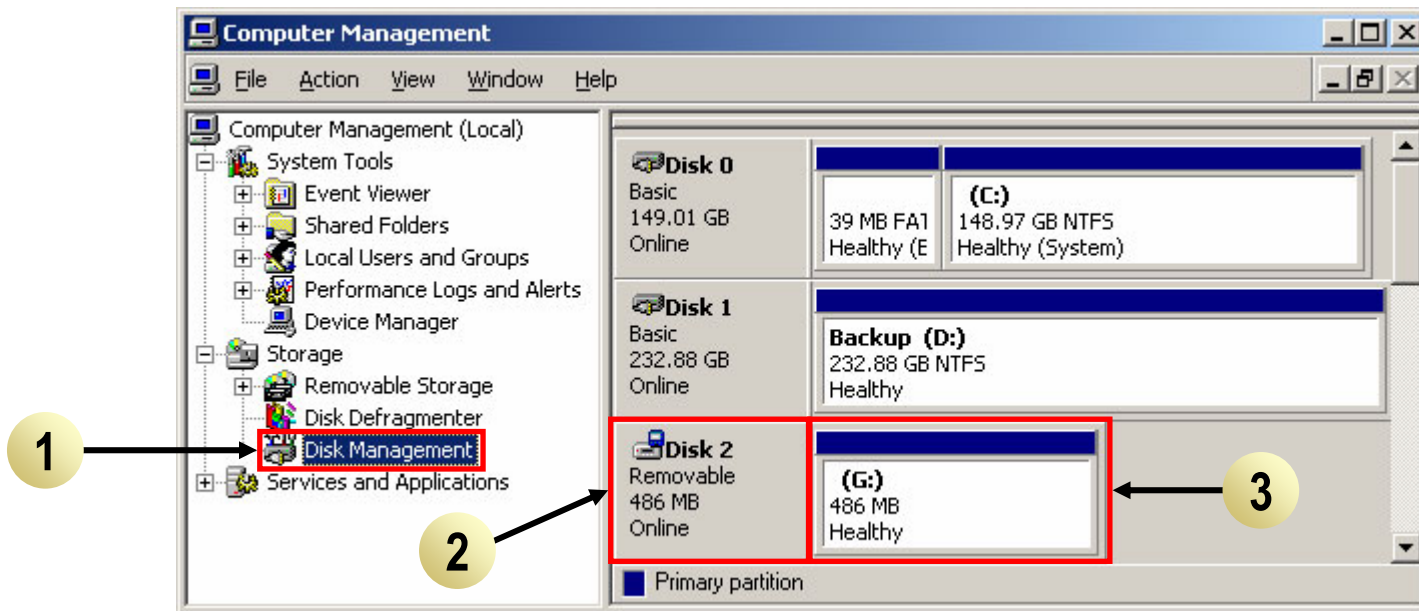 Computer Management
File Action View Window Help
Computer Management (Local)
System Tools
Event Viewer
Shared Folders
Local Users and Groups
Performance Logs and Alerts
Device Manager
Storage
Removable Storage
Disk Defragmenter
Disk Management
Services and Applications
Disk 0
Basic
149.01 GB
Online
39 MB FAT
Healthy (E
(C:)
148.97 GB NTFS
Healthy (System)
Disk 1
Basic
232.88 GB
Online
Backup (D:)
232.88 GB NTFS
Healthy
Disk 2
Removable
486 MB
Online
(G:)
486 MB
Healthy
Primary partition
1
2
3